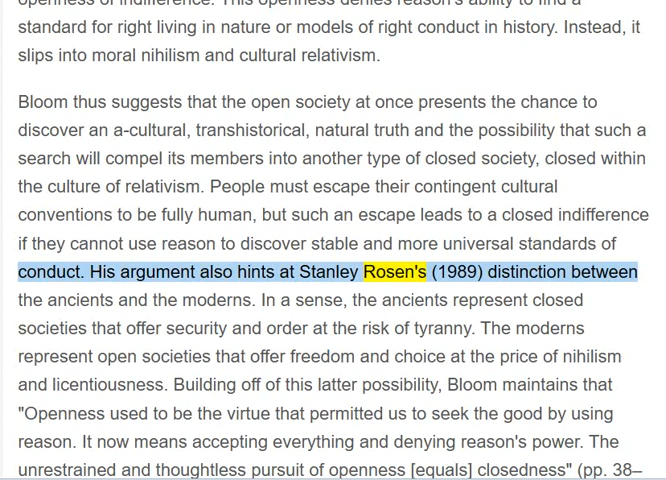 openness of indifference. This openness denies reason's ability to find a
standard for right living in nature or models of right conduct in history. Instead, it
slips into moral nihilism and cultural relativism.
Bloom thus suggests that the open society at once presents the chance to
discover an a-cultural, transhistorical, natural truth and the possibility that such a
search will compel its members into another type of closed society, closed within
the culture of relativism. People must escape their contingent cultural
conventions to be fully human, but such an escape leads to a closed indifference
if they cannot use reason to discover stable and more universal standards of
conduct. His argument also hints at Stanley Rosen's (1989) distinction between
the ancients and the moderns. In a sense, the ancients represent closed
societies that offer security and order at the risk of tyranny. The moderns
represent open societies that offer freedom and choice at the price of nihilism
and licentiousness. Building off of this latter possibility, Bloom maintains that
"Openness used to be the virtue that permitted us to seek the good by using
reason. It now means accepting everything and denying reason's power. The
unrestrained and thoughtless pursuit of openness [equals] closedness" (pp. 38–